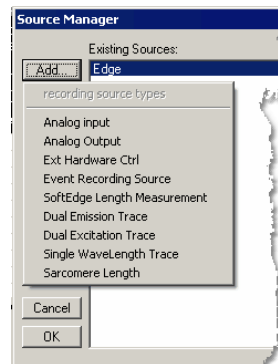 Source Manager
Existing Sources:
Add...
Edge
recording source types
Analog input
Analog Output
Ext Hardware Ctrl
Event Recording Source
SoftEdge Length Measurement
Dual Emission Trace
Dual Excitation Trace
Single WaveLength Trace
Sarcomere Length
Cancel
OK